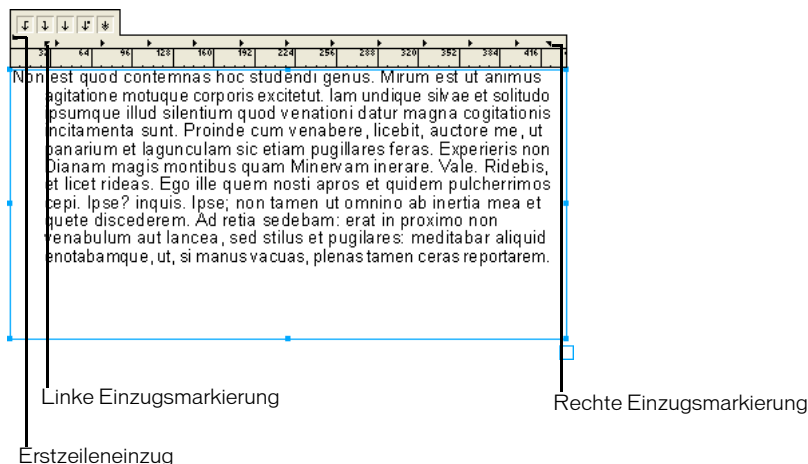 32 64 96 128 160 192 224 256 288 320 352 384 416
Non est quod contemnas hoc studendi genus. Mirum est ut animus
agitatione motuque corporis excitetut. Iam undique silvae et solitudo
ipsumque illud silentium quod venationi datur magna cogitationis
incitamenta sunt. Proinde cum venabere, licebit, auctore me, ut
panarium et lagunculam sic etiam pugillares feras. Experieris non
Dianam magis montibus quam Minervam inerare. Vale. Ridebis,
et licet rideas. Ego ille quem nosti apros et quidem pulcherrimos
cepi. Ipse? inquis. Ipse; non tamen ut omnino ab inertia mea et
quete discederem. Ad retia sedebam: erat in proximo non
venabulum aut lancea, sed stilus et pugilares: meditabar aliquid
enotabamque, ut, si manus vacuas, plenas tamen ceras reportarem.
Linke Einzugsmarkierung
Rechte Einzugsmarkierung
Erstzeileneinzug